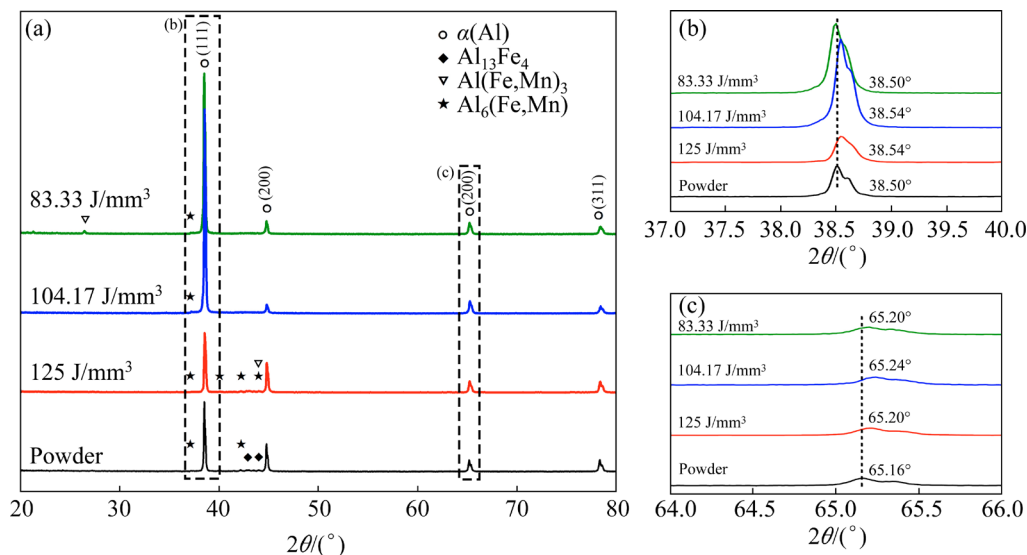 (a)
(b)
(111)
α(Al)
Al₁₃Fe₄
Al(Fe,Mn)₃
Al₆(Fe,Mn)
(c)
(200)
(200)
(311)
83.33 J/mm³
104.17 J/mm³
125 J/mm³
Powder
20 30 40 50 60 70 80
2θ/(°)
(b)
83.33 J/mm³ 38.50°
104.17 J/mm³ 38.54°
125 J/mm³ 38.54°
Powder 38.50°
37.0 37.5 38.0 38.5 39.0 39.5 40.0
2θ/(°)
(c)
83.33 J/mm³ 65.20°
104.17 J/mm³ 65.24°
125 J/mm³ 65.20°
Powder 65.16°
64.0 64.5 65.0 65.5 66.0
2θ/(°)